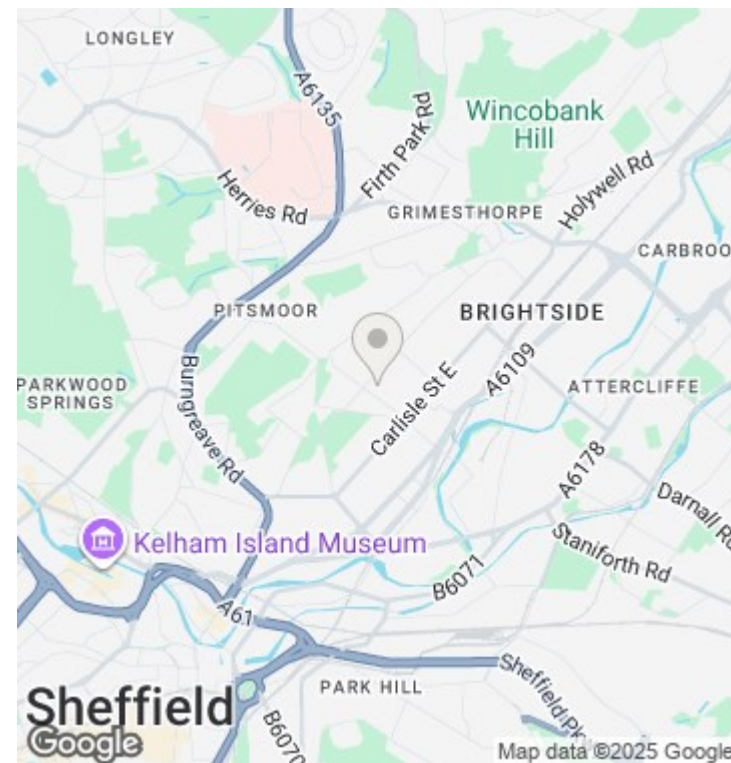 LONGLEY
A6135
Firth Park Rd
Wincobank
Hill
Herries Rd
Holywell Rd
GRIMESTHORPE
CARBROO
PITSMOOR
BRIGHTSIDE
PARKWOOD
SPRINGS
Burngreave Rd
Carlisle St E
A6109
ATTERCLIFFE
A6178
Darnall Rd
Kelham Island Museum
Staniforth Rd
B6071
A61
Sheffield Pkwy
PARK HILL
Sheffield
B6070
Google
Map data ©2025 Google